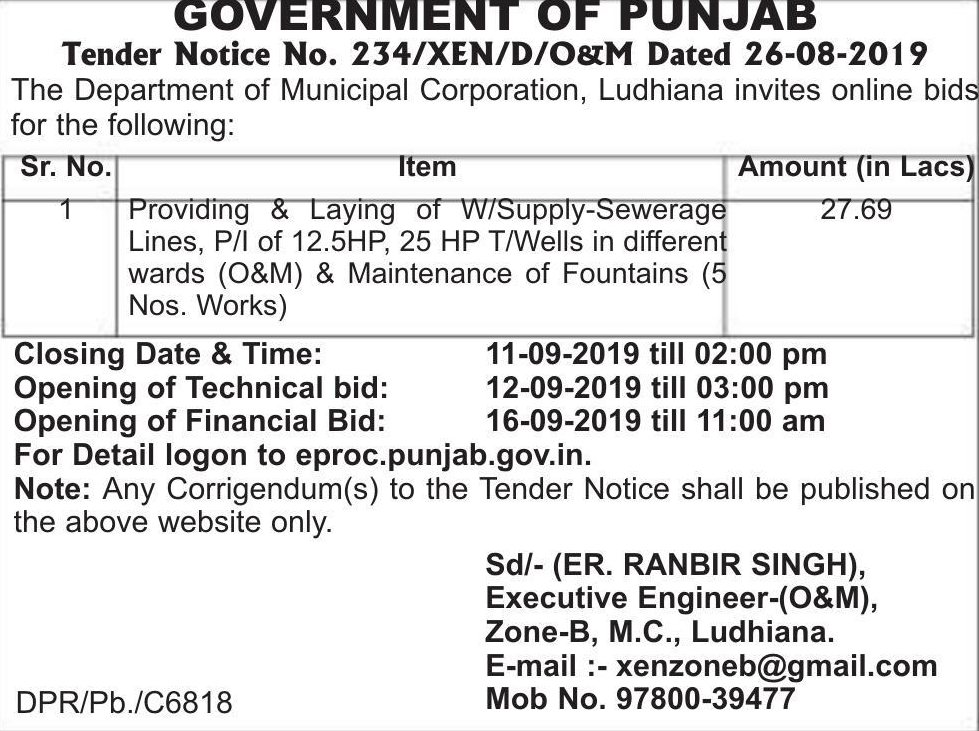 GOVERNMENT OF PUNJAB
Tender Notice No. 234/XEN/D/O&M Dated 26-08-2019
The Department of Municipal Corporation, Ludhiana invites online bids
for the following:
Sr. No. Item Amount (in Lacs)
1 Providing & Laying of W/Supply-Sewerage 27.69
Lines, P/I of 12.5HP, 25 HP T/Wells in different
wards (O&M) & Maintenance of Fountains (5
Nos. Works)
Closing Date & Time: 11-09-2019 till 02:00 pm
Opening of Technical bid: 12-09-2019 till 03:00 pm
Opening of Financial Bid: 16-09-2019 till 11:00 am
For Detail logon to eproc.punjab.gov.in.
Note: Any Corrigendum(s) to the Tender Notice shall be published on
the above website only.
Sd/- (ER. RANBIR SINGH),
Executive Engineer-(O&M),
Zone-B, M.C., Ludhiana.
E-mail :- xenzoneb@gmail.com
DPR/Pb./C6818 Mob No. 97800-39477